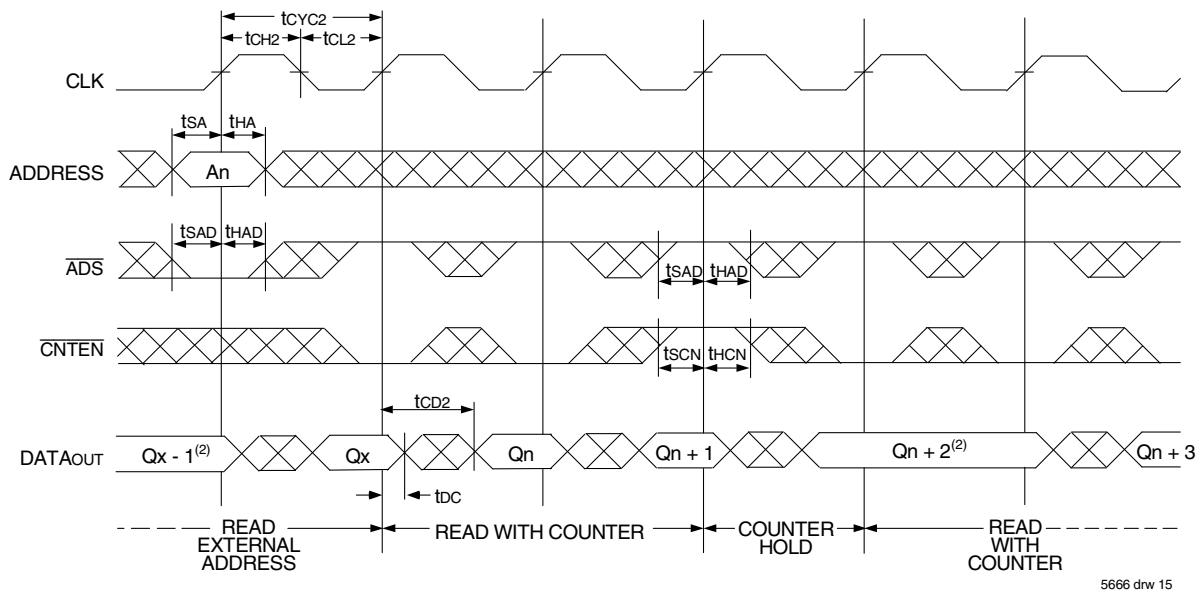 tCYC2
tCH2 tCL2
CLK
tSA tHA
ADDRESS An
tSAD tHAD
ADS tSAD tHAD
CNTEN tSCN tHCN
tCD2
DATAOUT Qx - 1(2) Qx Qn Qn + 1 Qn + 2(2) Qn + 3
tDC
READ EXTERNAL ADDRESS
READ WITH COUNTER
COUNTER HOLD
READ WITH COUNTER
5666 drw 15